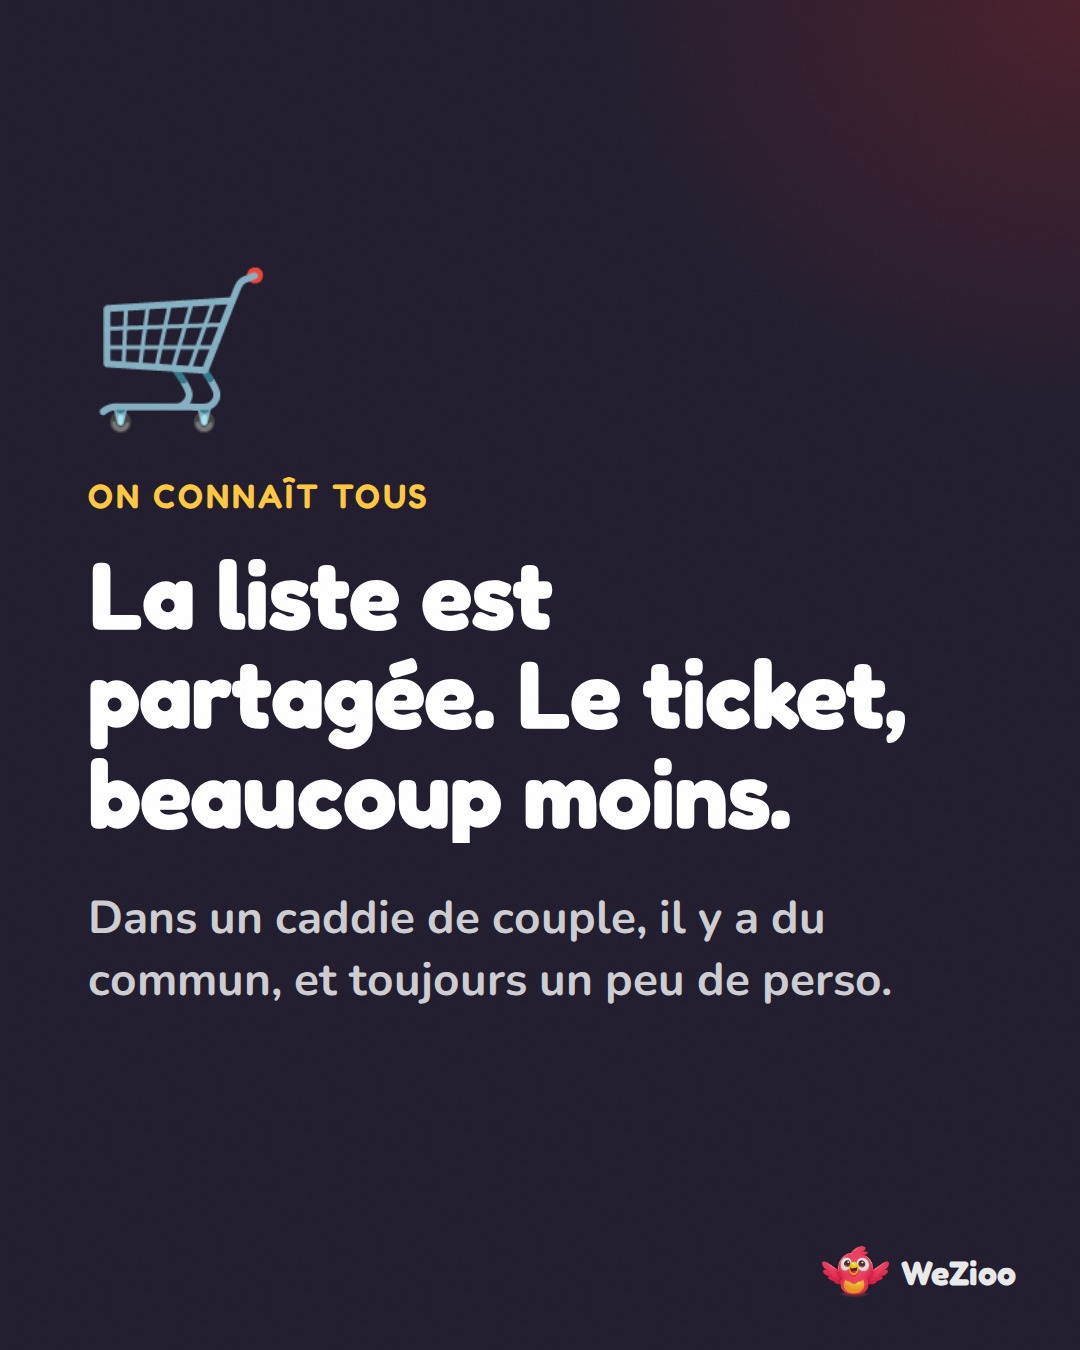 ON CONNAÎT TOUS
La liste est
partagée. Le ticket,
beaucoup moins.
Dans un caddie de couple, il y a du
commun, et toujours un peu de perso.
WeZioo